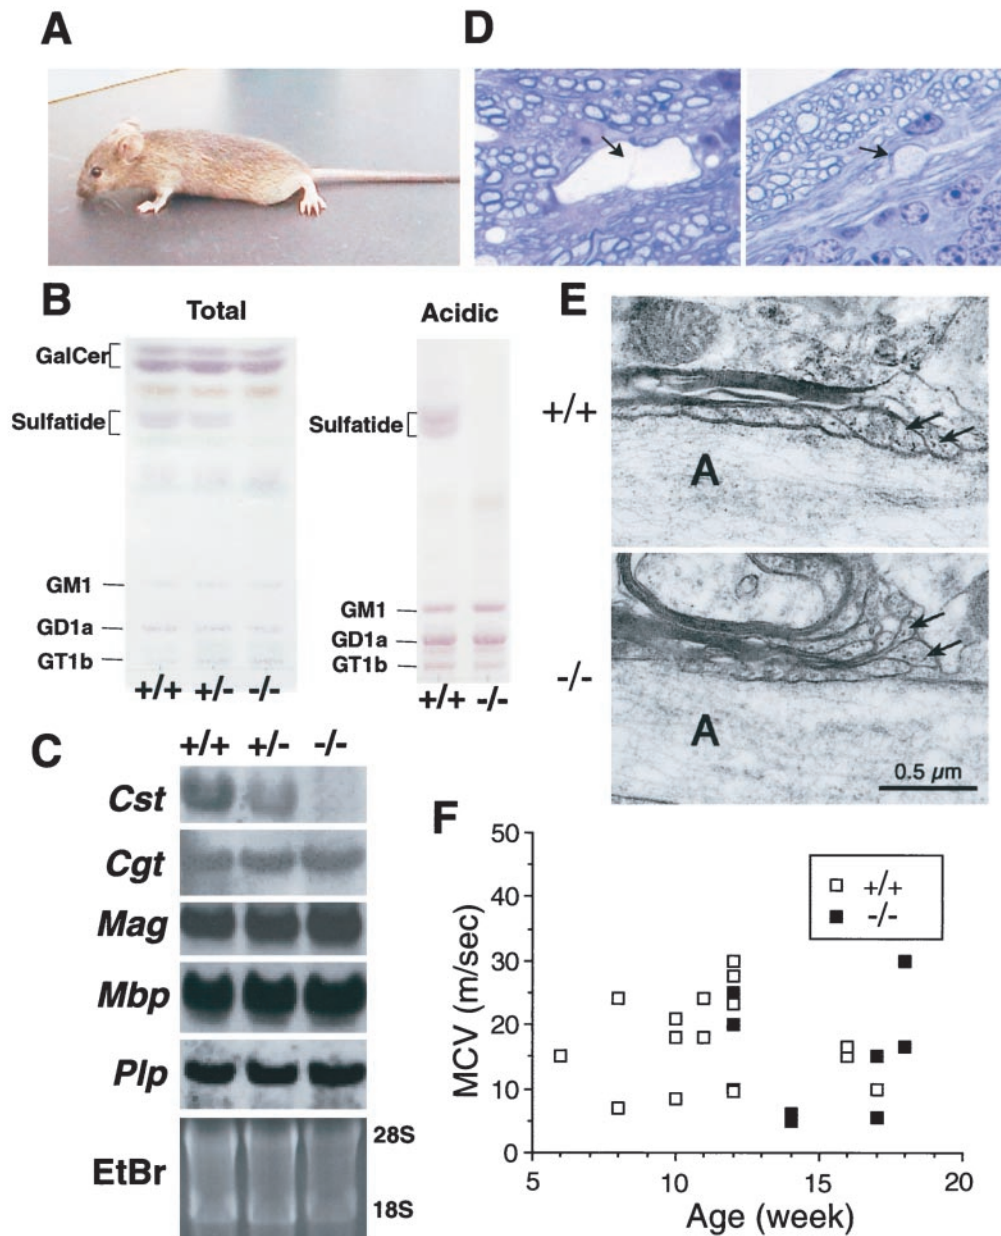 A
D
B
Total
Acidic
GalCer
Sulfatide
GM1
GD1a
GT1b
+/+ +/- -/-
Sulfatide
GM1
GD1a
GT1b
+/+ -/-
E
+/+
A
-/-
A
0.5 µm
C
+/+ +/- -/-
Cst
Cgt
Mag
Mbp
Plp
EtBr
28S
18S
F
50
40
30
20
10
0
MCV (m/sec)
+/+
-/-
5 10 15 20
Age (week)